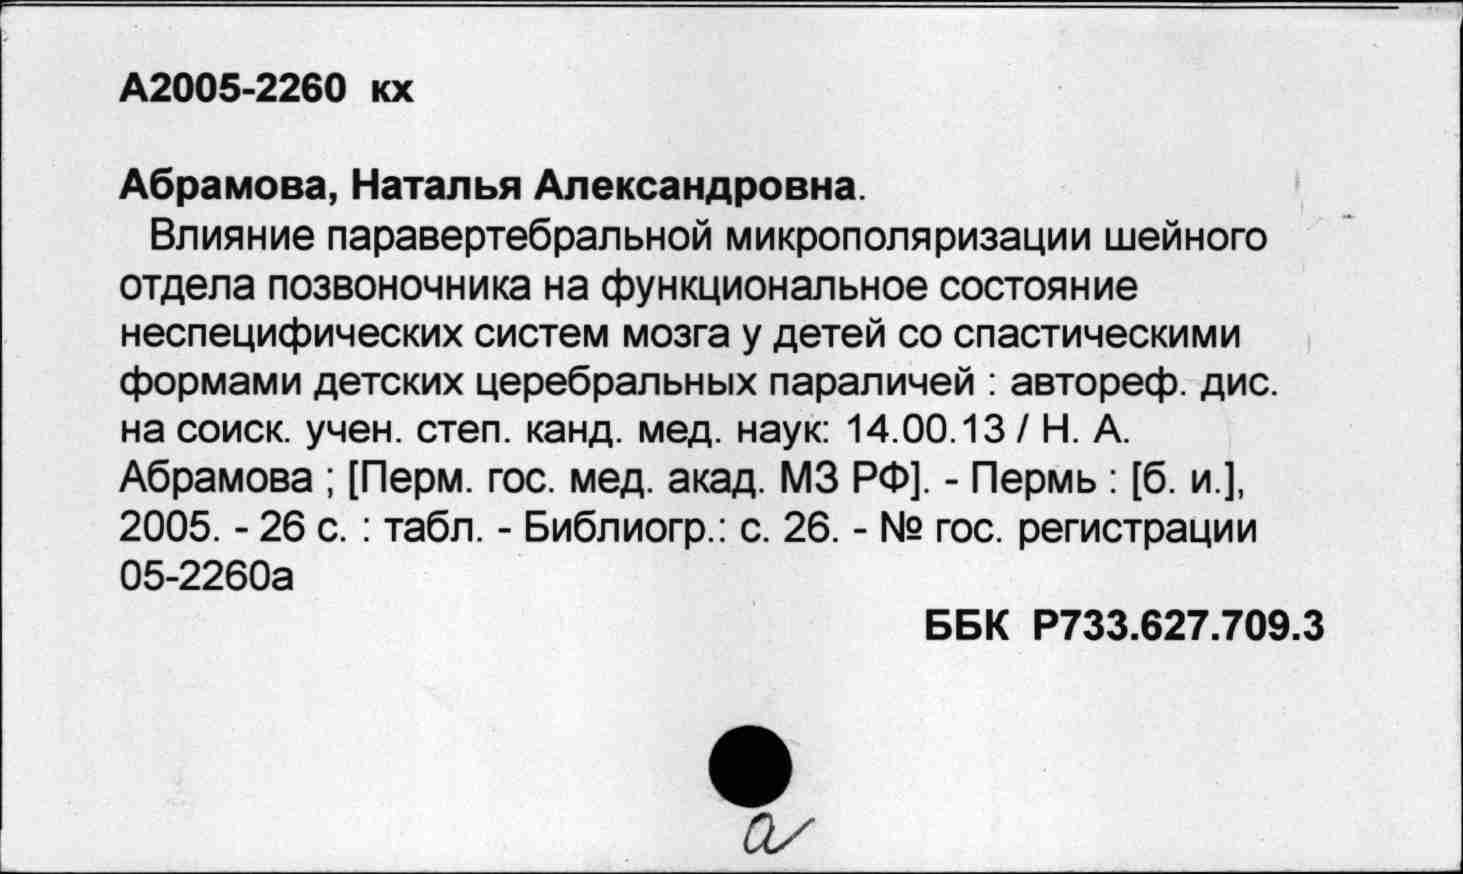 А2005-2260 кх
Абрамова, Наталья Александровна.
Влияние паравертебральной микрополяризации шейного
отдела позвоночника на функциональное состояние
неспецифических систем мозга у детей со спастическими
формами детских церебральных параличей : автореф. дис.
на соиск. учен. степ. канд. мед. наук: 14.00.13 / Н. А.
Абрамова ; [Перм. гос. мед. акад. МЗ РФ]. - Пермь : [б. и.],
2005. - 26 с. : табл. - Библиогр.: с. 26. - № гос. регистрации
05-2260а
ББК Р733.627.709.3
а